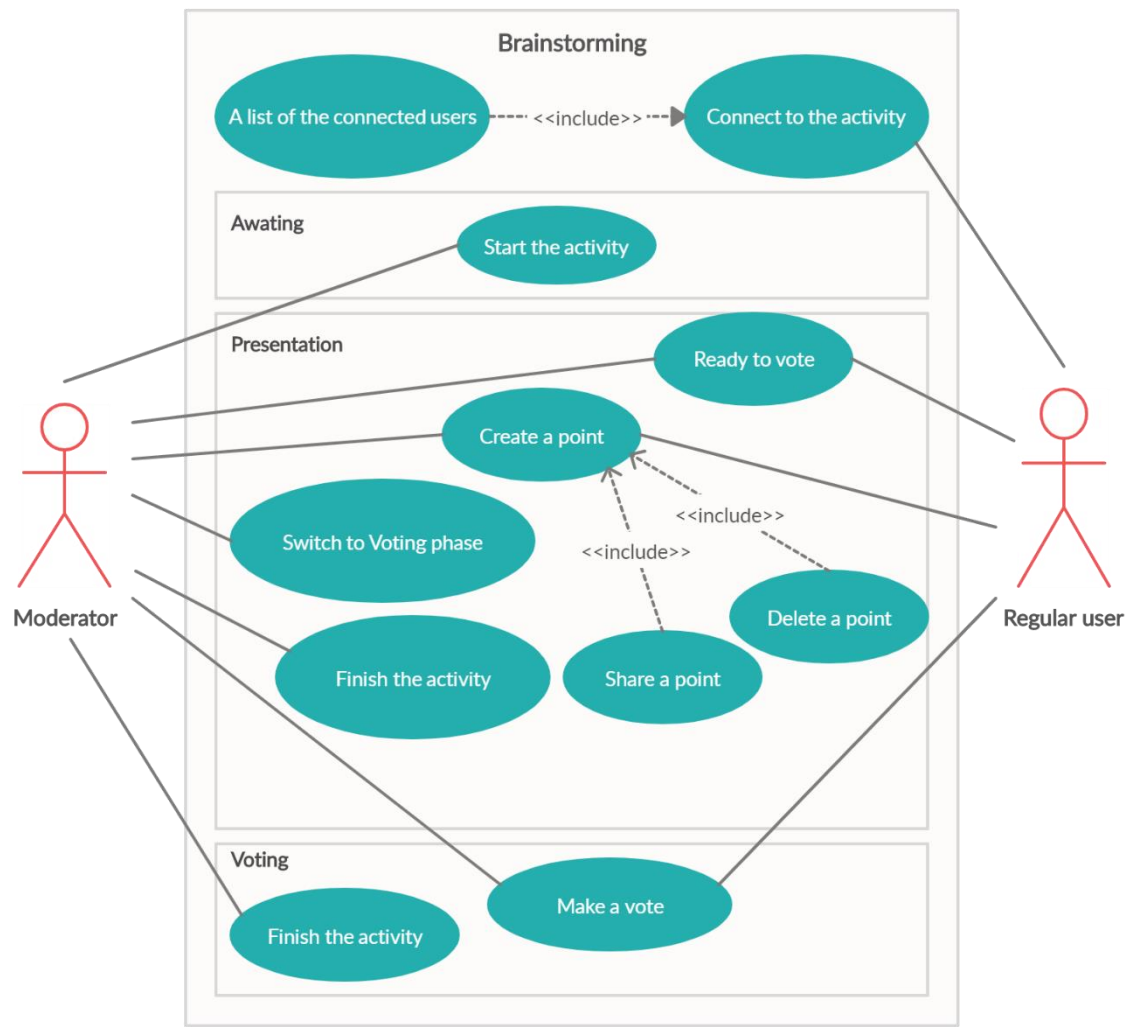 Brainstorming
A list of the connected users
<<include>>
Connect to the activity
Awating
Start the activity
Presentation
Ready to vote
Create a point
<<include>>
Switch to Voting phase
<<include>>
Moderator
Delete a point
Regular user
Finish the activity
Share a point
Voting
Make a vote
Finish the activity